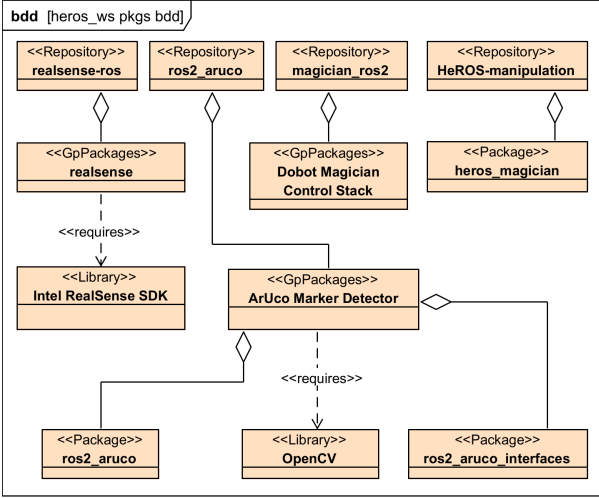 bdd [heros_ws pkgs bdd]
<<Repository>>
realsense-ros
<<Repository>>
ros2_aruco
<<Repository>>
magician_ros2
<<Repository>>
HeROS-manipulation
<<GpPackages>>
realsense
<<GpPackages>>
Dobot Magician
Control Stack
<<Package>>
heros_magician
<<requires>>
<<Library>>
Intel RealSense SDK
<<GpPackages>>
ArUco Marker Detector
<<requires>>
<<Package>>
ros2_aruco
<<Library>>
OpenCV
<<Package>>
ros2_aruco_interfaces